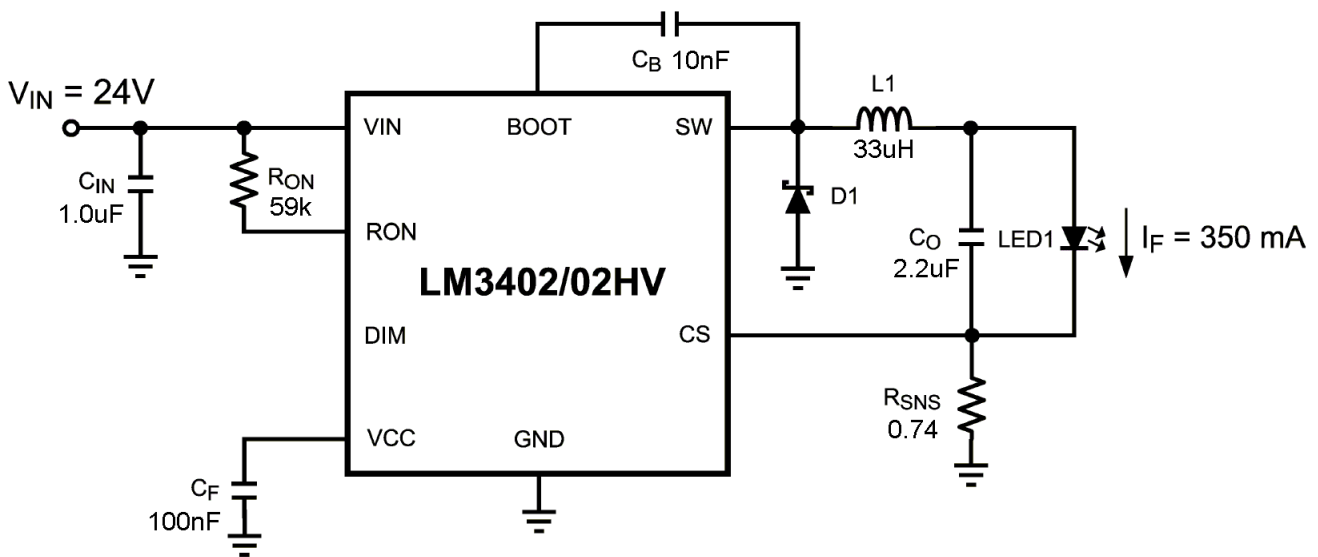 C_B 10nF
V_IN = 24V
L1
VIN
BOOT
SW
33uH
C_IN
1.0uF
R_ON
59k
D1
RON
C_O
2.2uF
LED1
I_F = 350 mA
LM3402/02HV
DIM
CS
R_SNS
0.74
VCC
GND
C_F
100nF